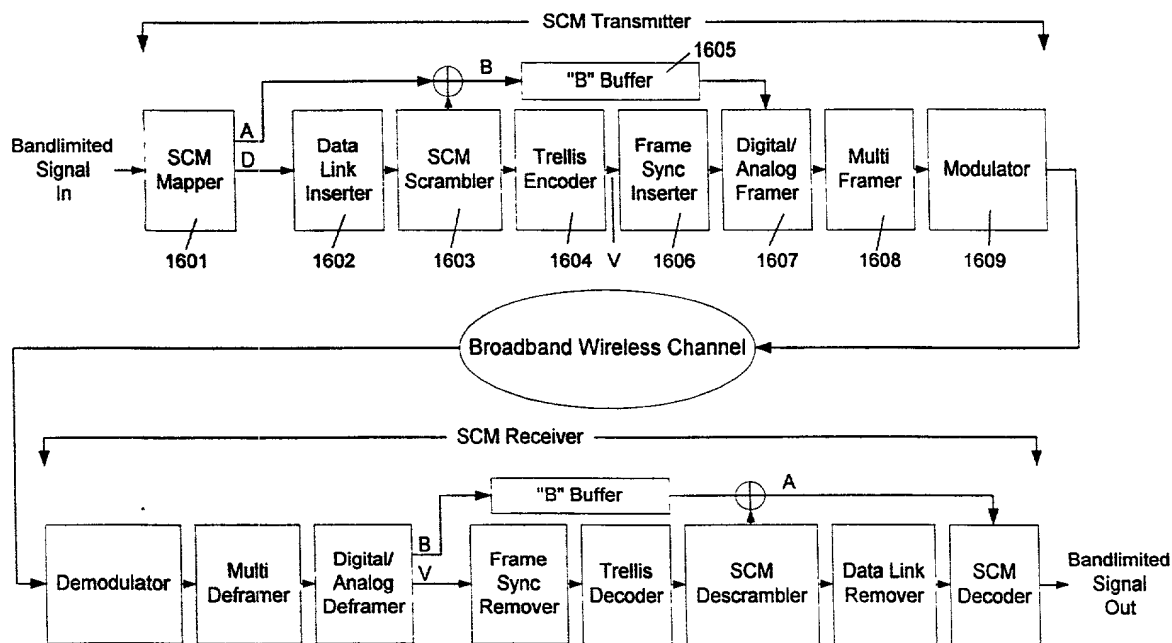 SCM Transmitter
1605
B
"B" Buffer
Bandlimited
Signal
In
A
D
SCM
Mapper
Data
Link
Inserter
SCM
Scrambler
Trellis
Encoder
Frame
Sync
Inserter
Digital/
Analog
Framer
Multi
Framer
Modulator
1601
1602
1603
1604
V
1606
1607
1608
1609
Broadband Wireless Channel
SCM Receiver
"B" Buffer
A
Demodulator
Multi
Deframer
Digital/
Analog
Deframer
B
V
Frame
Sync
Remover
Trellis
Decoder
SCM
Descrambler
Data Link
Remover
SCM
Decoder
Bandlimited
Signal
Out